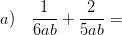 a) 1/6ab + 2/5ab =